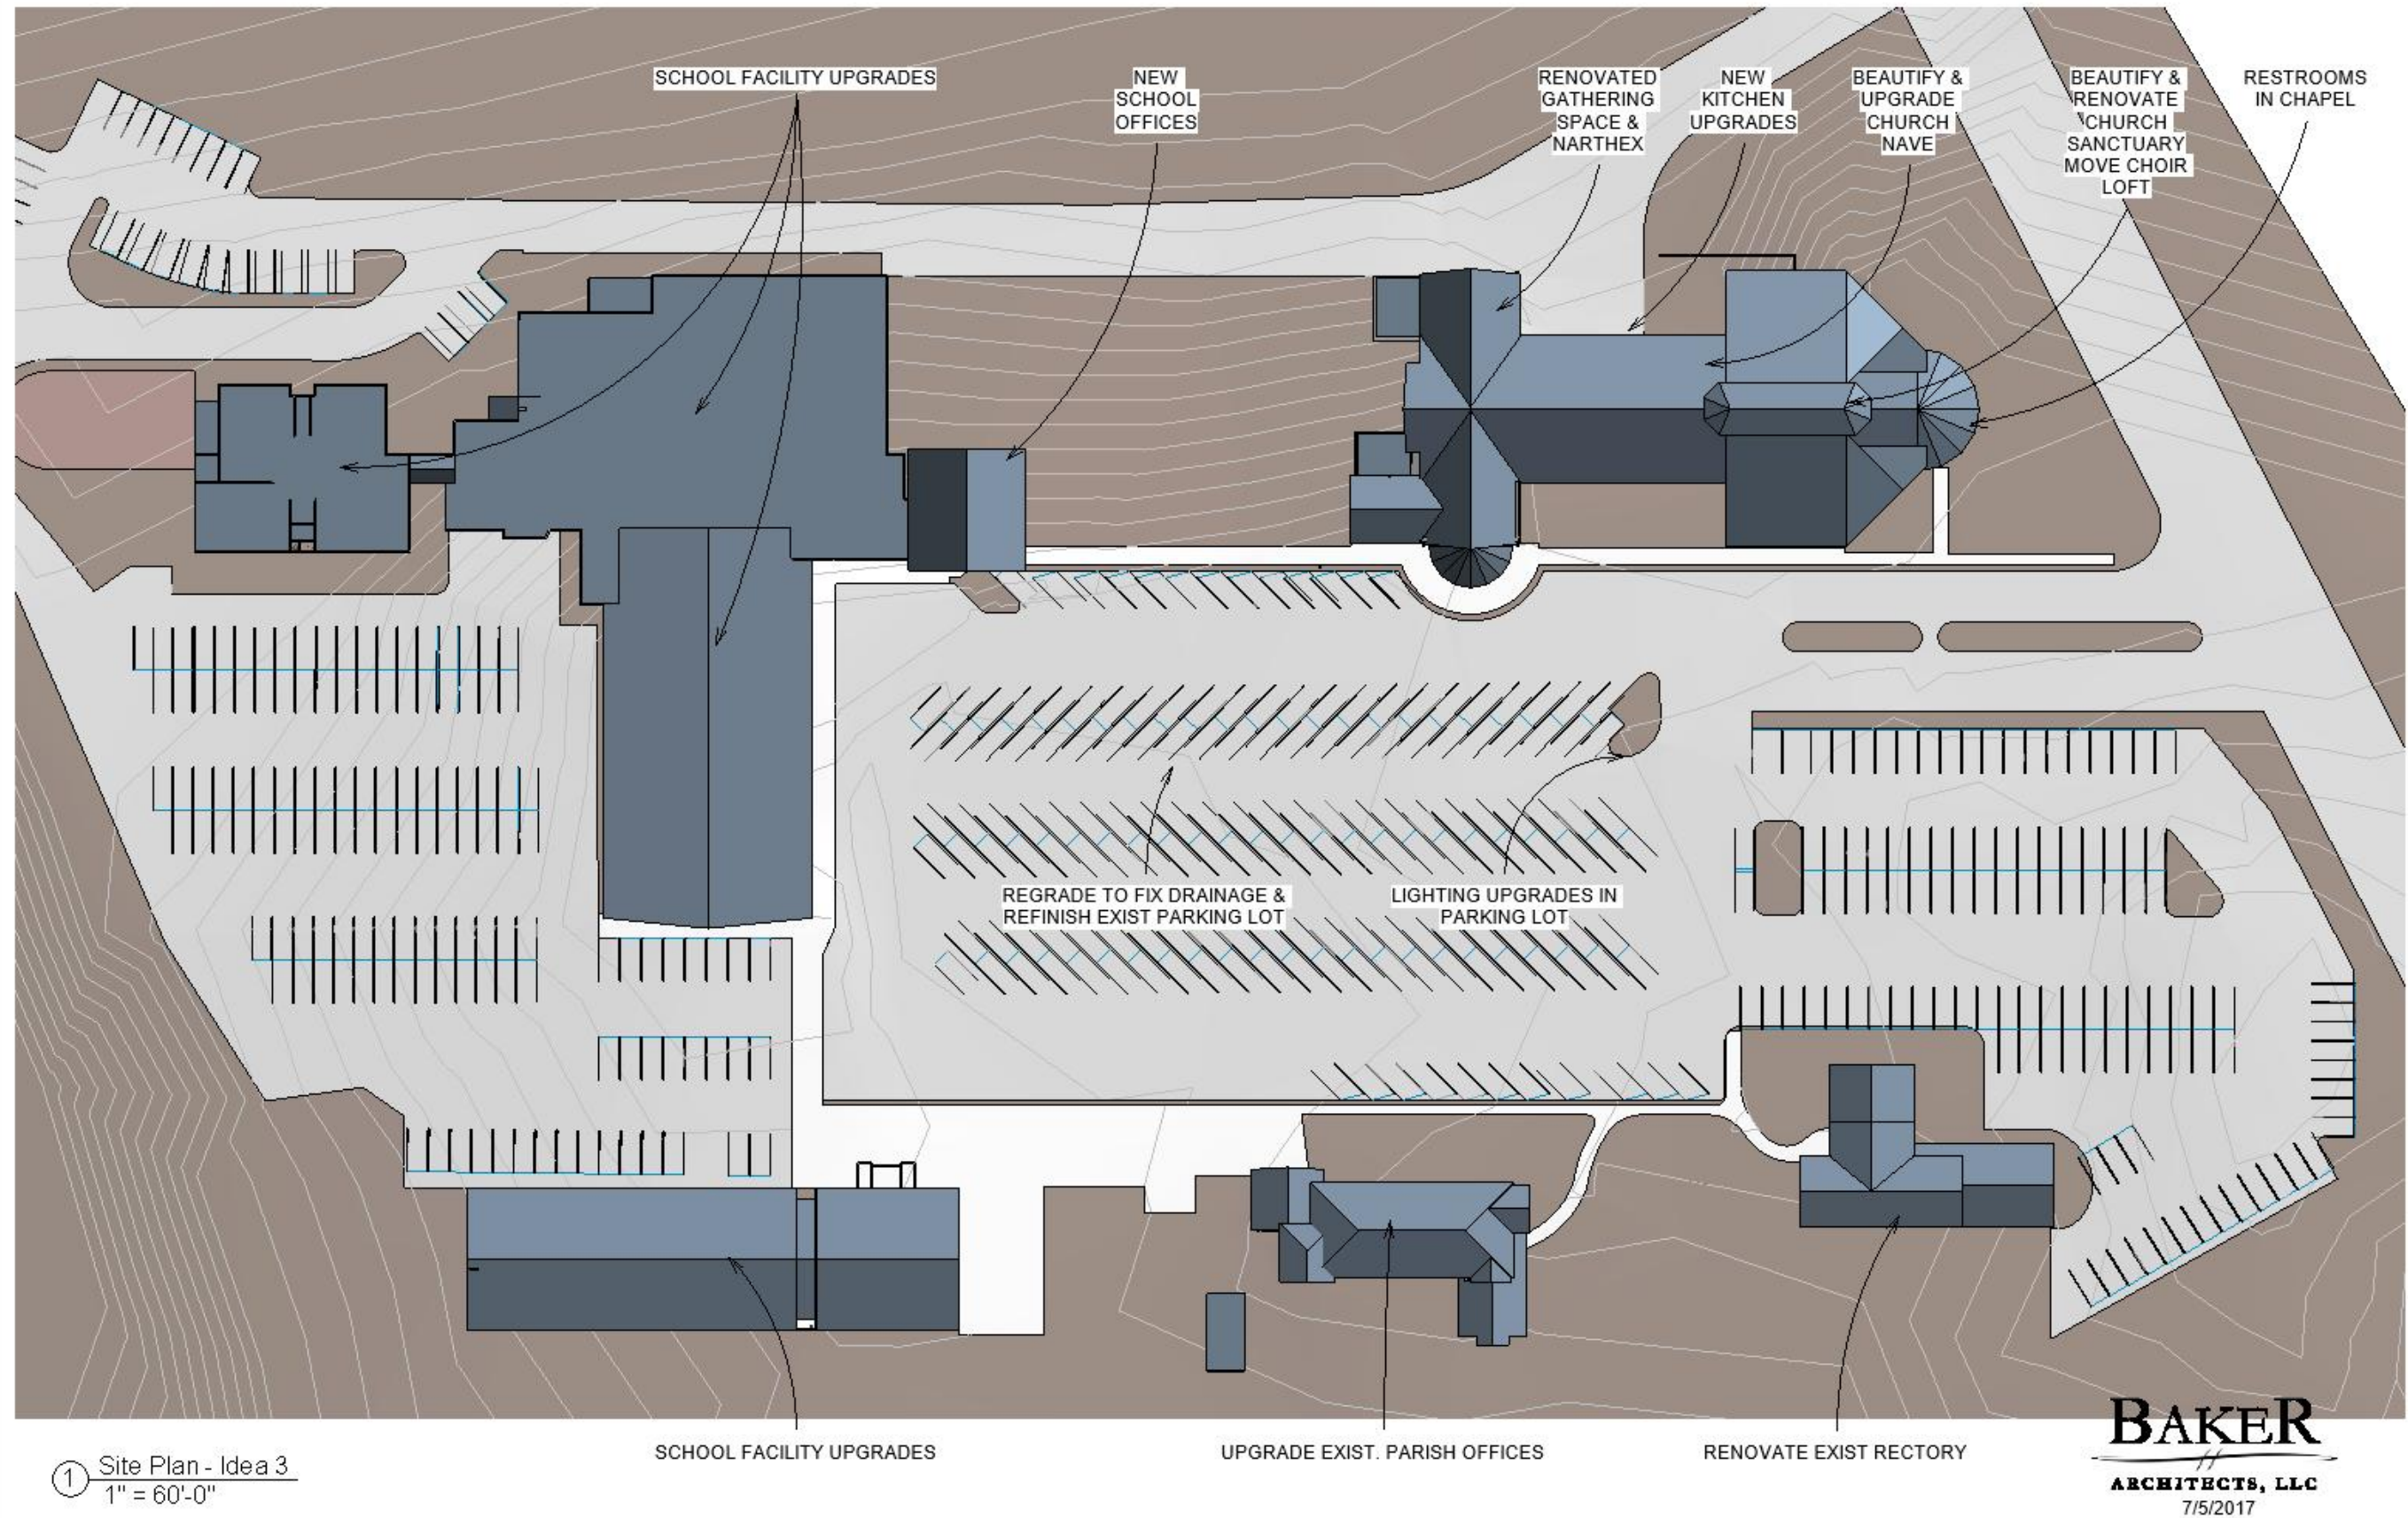 SCHOOL FACILITY UPGRADES
NEW
SCHOOL
OFFICES
RENOVATED
GATHERING
SPACE &
NARTHEX
NEW
KITCHEN
UPGRADES
BEAUTIFY &
UPGRADE
CHURCH
NAVE
BEAUTIFY &
RENOVATE
CHURCH
SANCTUARY
MOVE CHOIR
LOFT
RESTROOMS
IN CHAPEL
REGRADE TO FIX DRAINAGE &
REFINISH EXIST PARKING LOT
LIGHTING UPGRADES IN
PARKING LOT
SCHOOL FACILITY UPGRADES
UPGRADE EXIST. PARISH OFFICES
RENOVATE EXIST RECTORY
1 Site Plan - Idea 3
1" = 60'-0"
BAKER
ARCHITECTS, LLC
7/5/2017